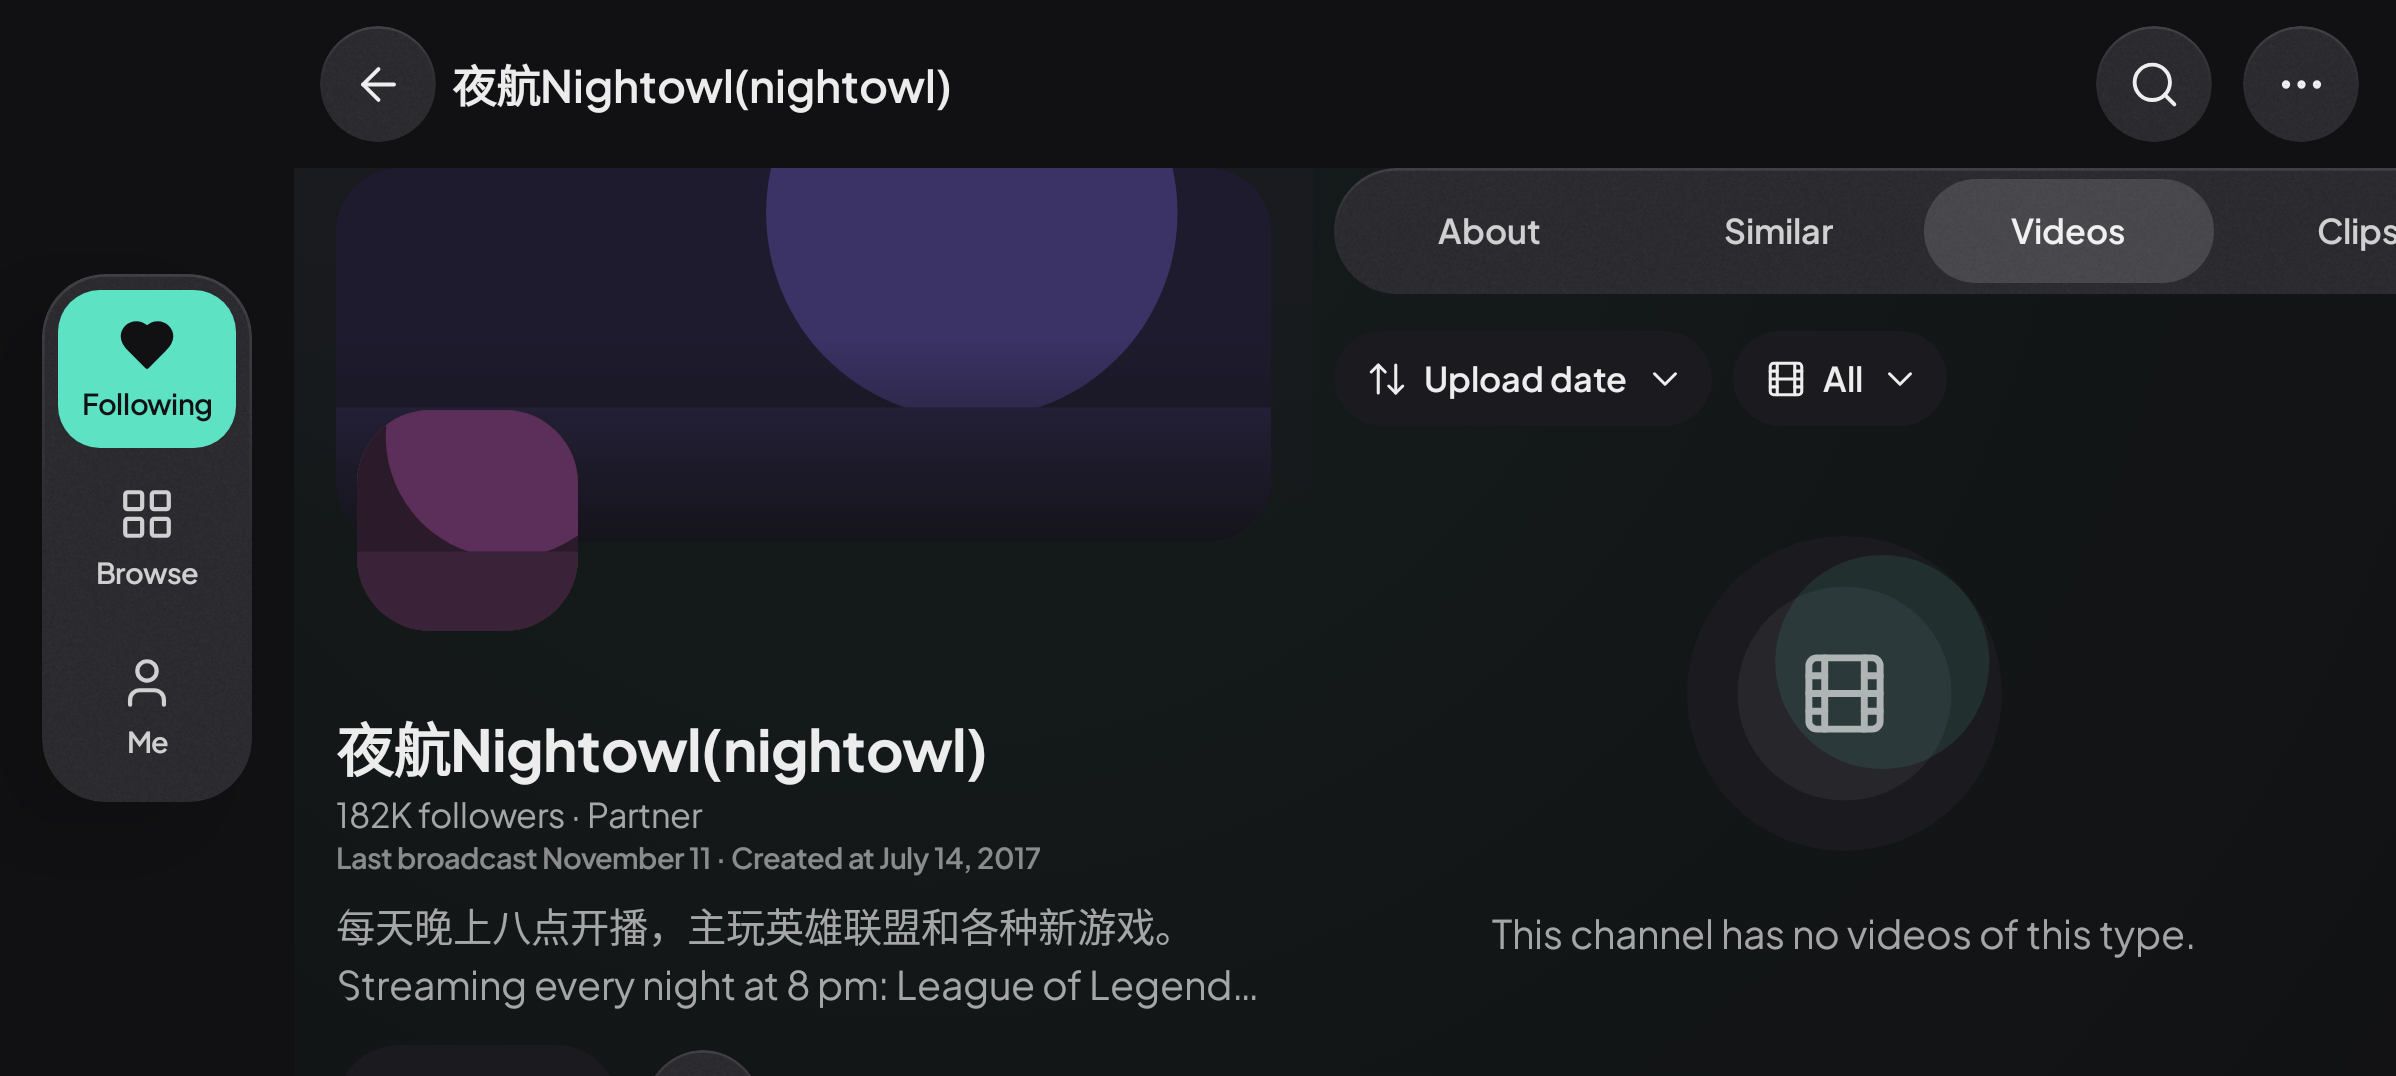 夜航Nightowl(nightowl)
Following
Browse
Me
夜航Nightowl(nightowl)
182K followers · Partner
Last broadcast November 11 · Created at July 14, 2017
每天晚上八点开播，主玩英雄联盟和各种新游戏。
Streaming every night at 8 pm: League of Legend...
About
Similar
Videos
Clips
Upload date
All
This channel has no videos of this type.